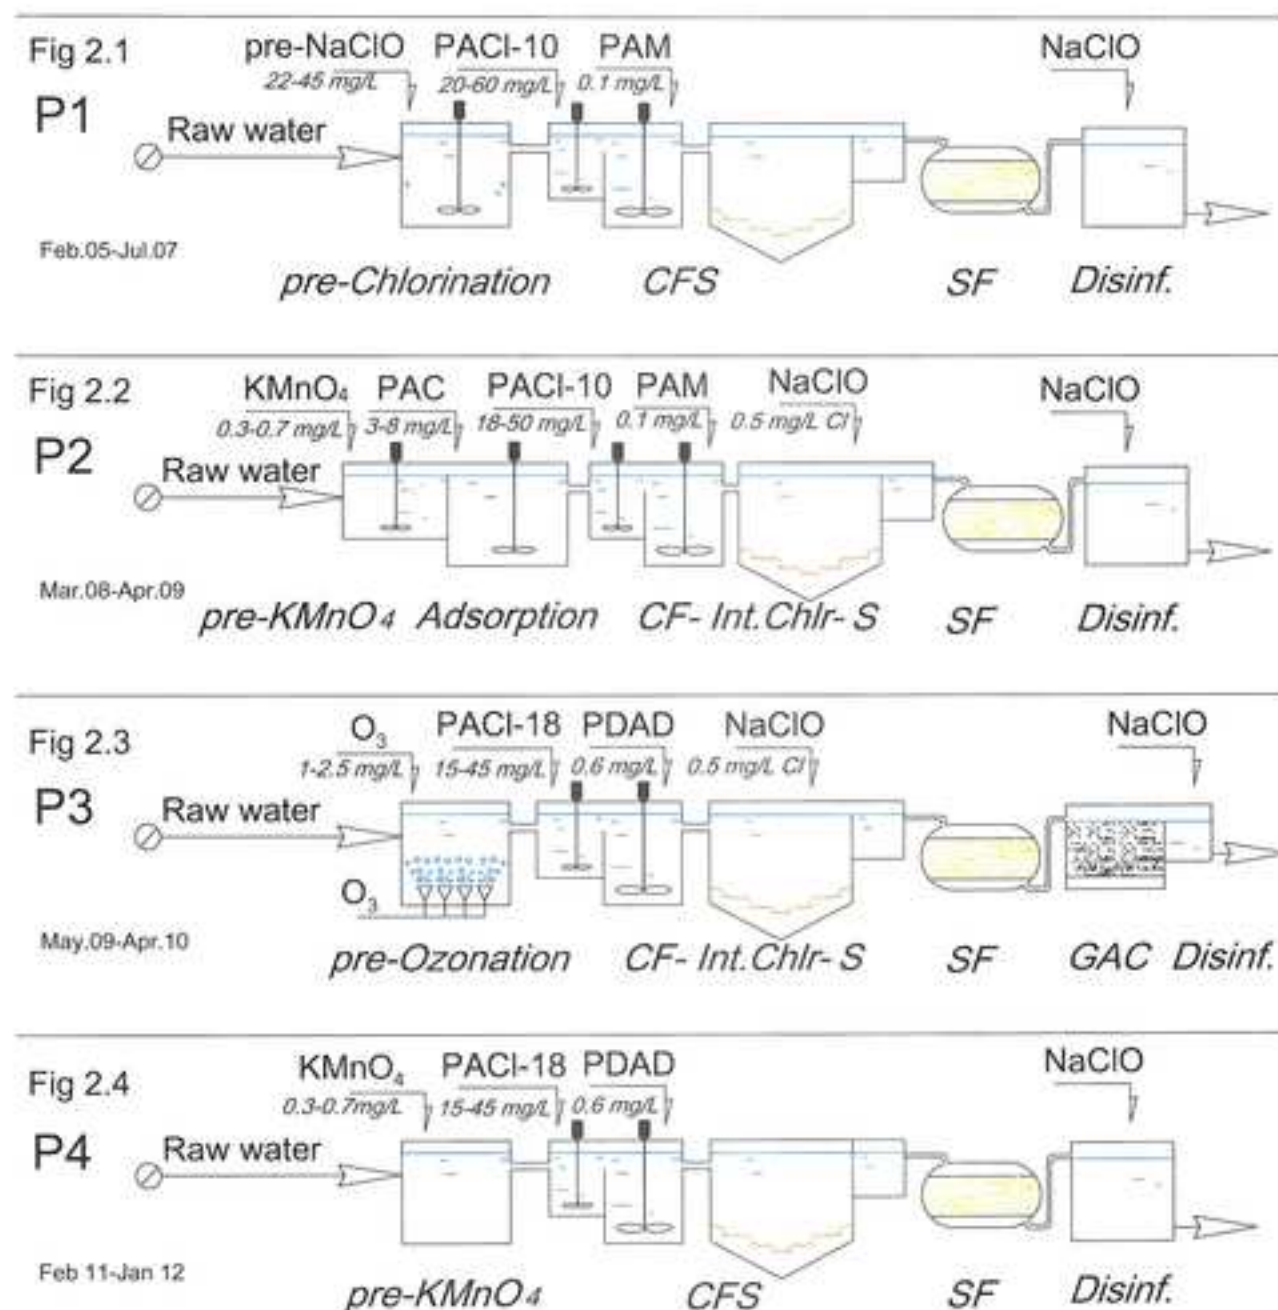 Fig 2.1
pre-NaClO PACl-10 PAM NaClO
22-45 mg/L 20-60 mg/L 0.1 mg/L
P1
Raw water
Feb.05-Jul.07
pre-Chlorination CFS SF Disinf.
Fig 2.2
KMnO₄ PAC PACl-10 PAM NaClO NaClO
0.3-0.7 mg/L 3-8 mg/L 18-50 mg/L 0.1 mg/L 0.5 mg/L Cl
P2
Raw water
Mar.08-Apr.09
pre-KMnO₄ Adsorption CF- Int.Chlr- S SF Disinf.
Fig 2.3
O₃ PACl-18 PDAD NaClO NaClO
1-2.5 mg/L 15-45 mg/L 0.6 mg/L 0.5 mg/L Cl
P3
Raw water
O₃
May.09-Apr.10
pre-Ozonation CF- Int.Chlr- S SF GAC Disinf.
Fig 2.4
KMnO₄ PACl-18 PDAD NaClO
0.3-0.7mg/L 15-45 mg/L 0.6 mg/L
P4
Raw water
Feb 11-Jan 12
pre-KMnO₄ CFS SF Disinf.